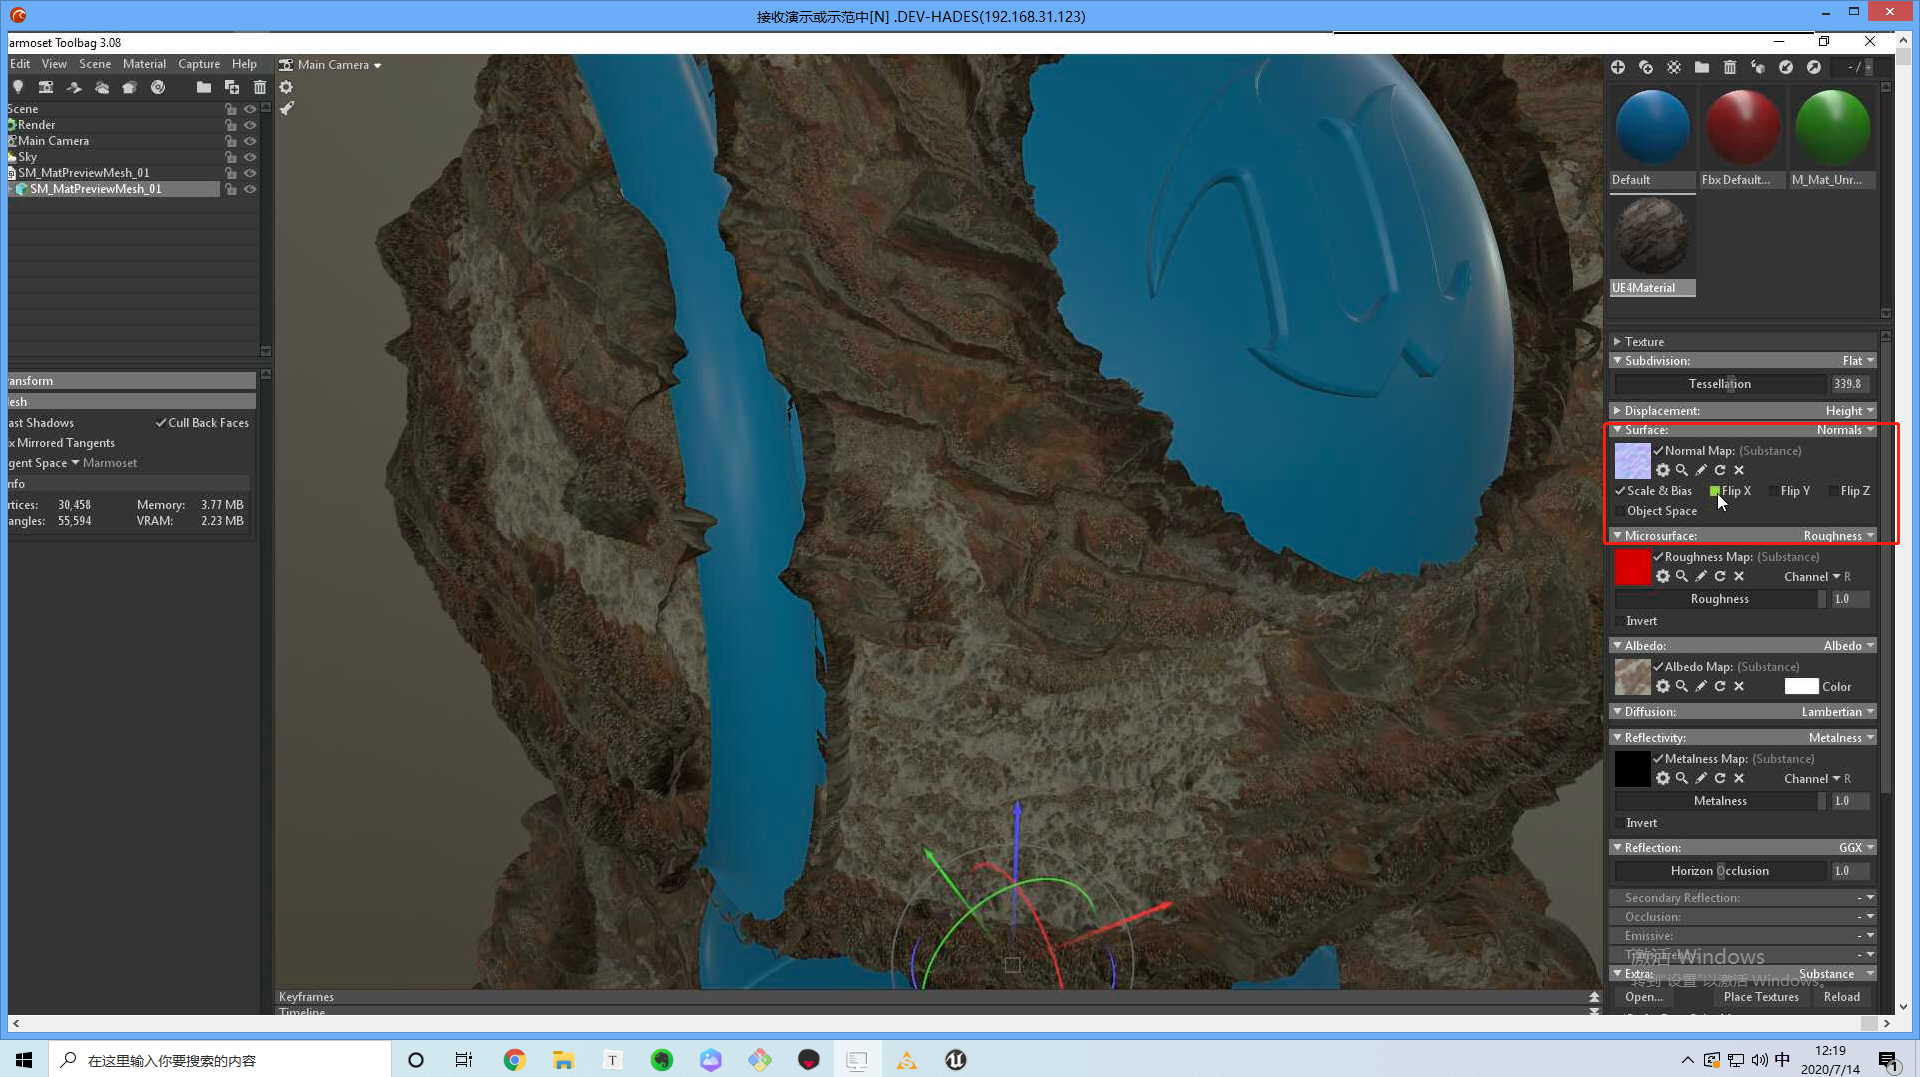 接收演示或示范中[N] .DEV-HADES(192.168.31.123)
armoset Toolbag 3.08
Edit View Scene Material Capture Help
Main Camera
- / +
Scene
Render
Main Camera
Sky
SM_MatPreviewMesh_01
SM_MatPreviewMesh_01
ransform
esh
ast Shadows Cull Back Faces
x Mirrored Tangents
gent Space Marmoset
nfo
rtices: 30,458 Memory: 3.77 MB
angles: 55,594 VRAM: 2.23 MB
Default Fbx Default... M_Mat_Unr...
UE4Material
Texture
Subdivision: Flat
Tessellation 339.8
Displacement: Height
Surface: Normals
Normal Map: (Substance)
Scale & Bias Flip X Flip Y Flip Z
Object Space
Microsurface: Roughness
Roughness Map: (Substance)
Channel R
Roughness 1.0
Invert
Albedo: Albedo
Albedo Map: (Substance)
Color
Diffusion: Lambertian
Reflectivity: Metalness
Metalness Map: (Substance)
Channel R
Metalness 1.0
Invert
Reflection: GGX
Horizon Occlusion 1.0
Secondary Reflection: -
Occlusion: -
Emissive: -
激活 Windows
Extra: Substance
转到"设置"以激活 Windows。
Open... Place Textures Reload
Keyframes
Timeline
在这里输入你要搜索的内容
T
中
12:19
2020/7/14
1